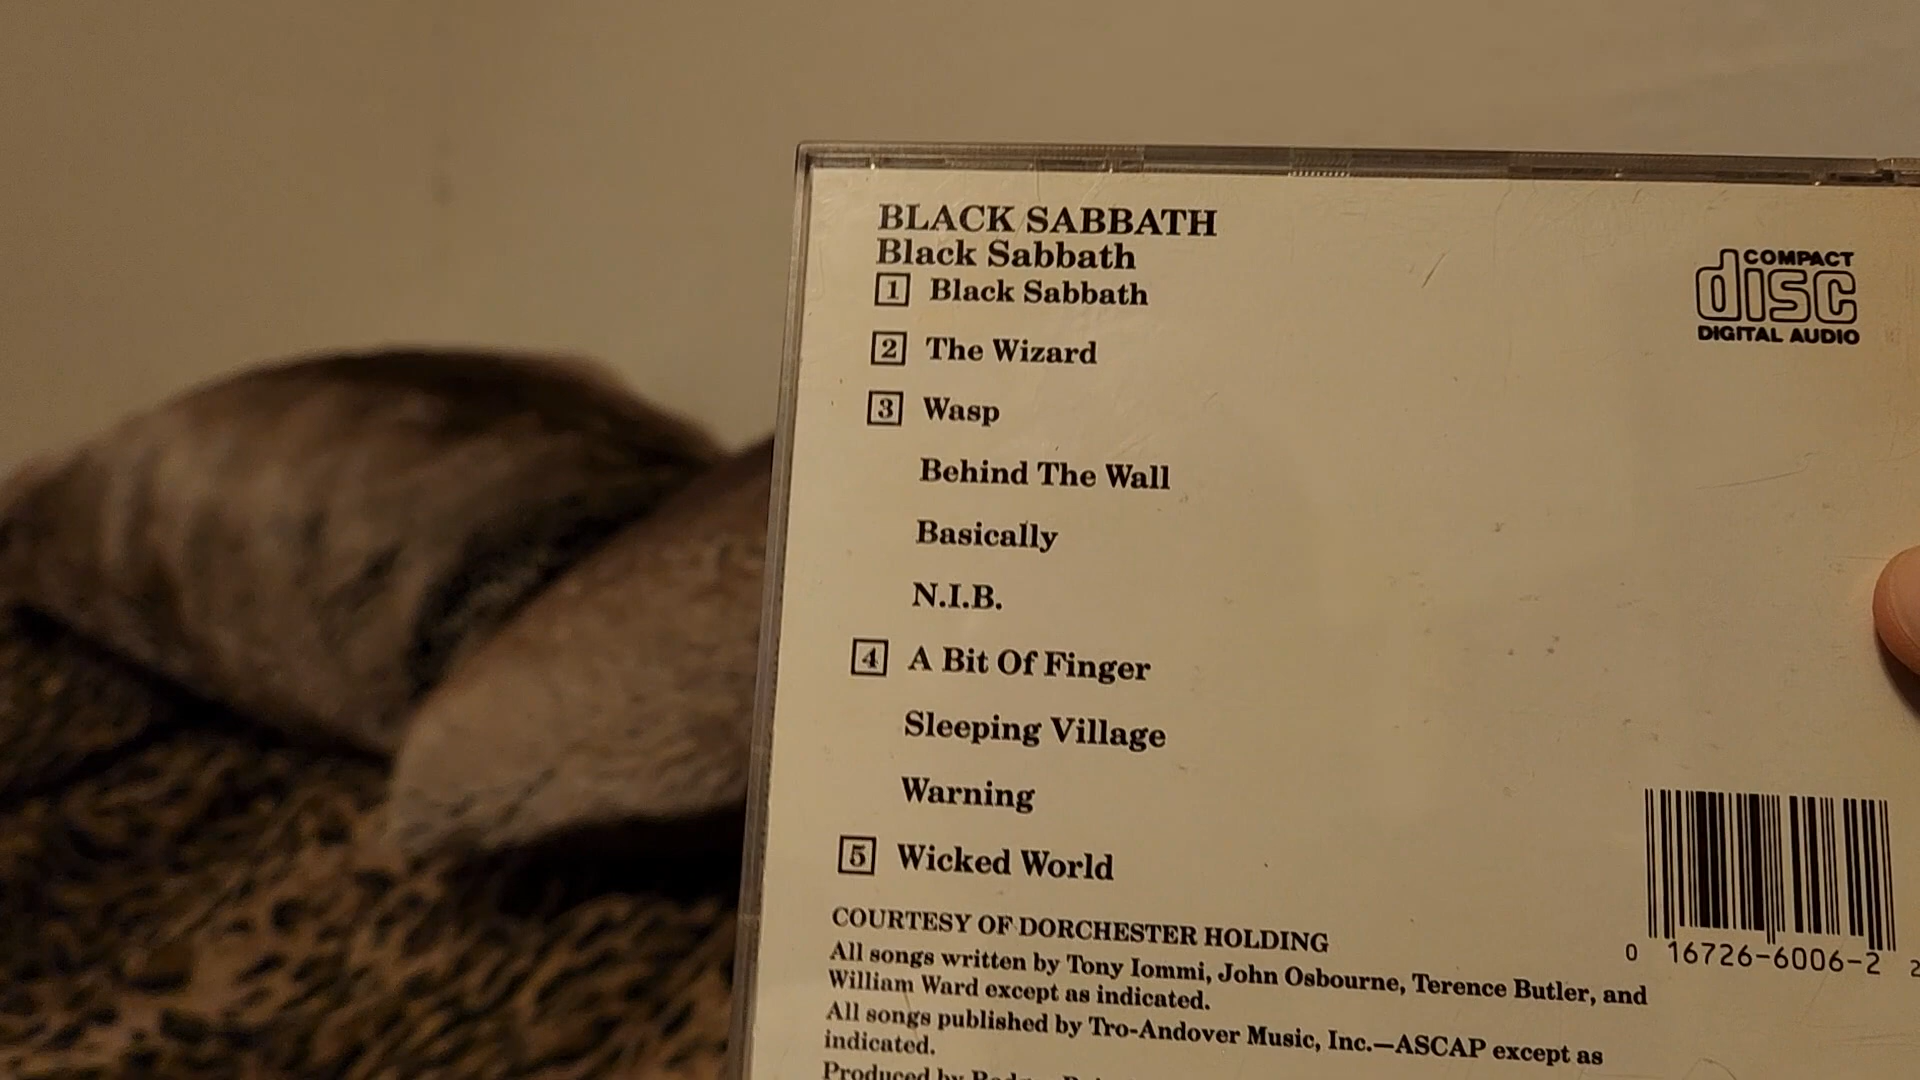 BLACK SABBATH
Black Sabbath
1 Black Sabbath
2 The Wizard
3 Wasp
Behind The Wall
Basically
N.I.B.
4 A Bit Of Finger
Sleeping Village
Warning
5 Wicked World
COURTESY OF DORCHESTER HOLDING
All songs written by Tony Iommi, John Osbourne, Terence Butler, and
William Ward except as indicated.
All songs published by Tro-Andover Music, Inc.—ASCAP except as
indicated.
Produced by
COMPACT
disc
DIGITAL AUDIO
0 16726-6006-2 2